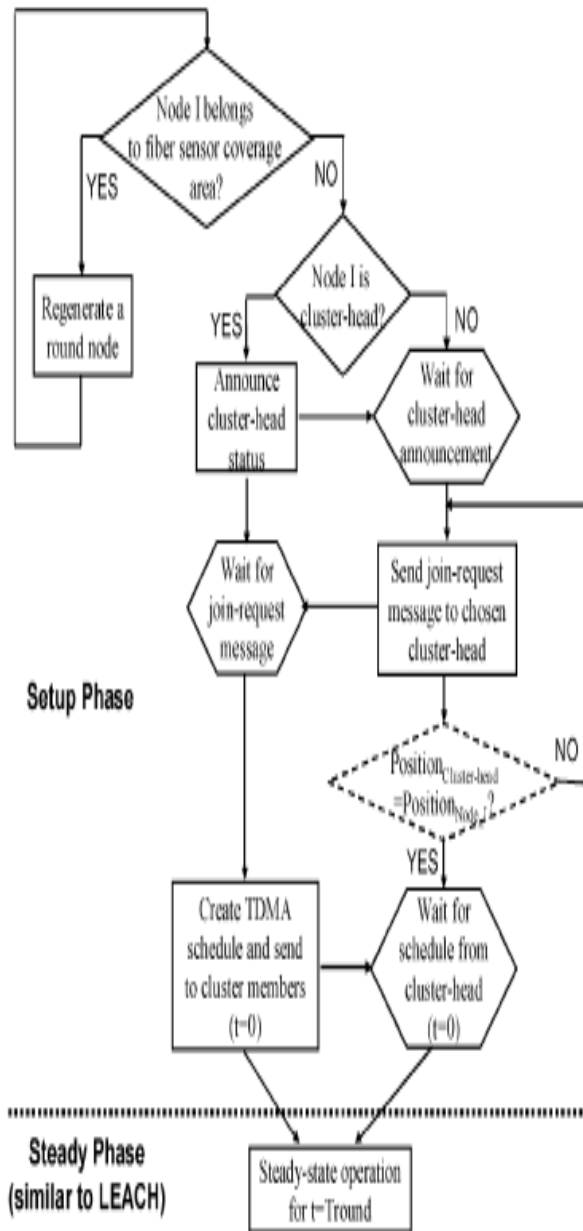 Node I belongs
to fiber sensor coverage
area?
YES
NO
Regenerate a
round node
Node I is
cluster-head?
YES
NO
Announce
cluster-head
status
Wait for
cluster-head
announcement
Wait for
join-request
message
Send join-request
message to chosen
cluster-head
Setup Phase
Position Cluster-head
=Position Node_I?
NO
YES
Create TDMA
schedule and send
to cluster members
(t=0)
Wait for
schedule from
cluster-head
(t=0)
Steady Phase
(similar to LEACH)
Steady-state operation
for t=Tround